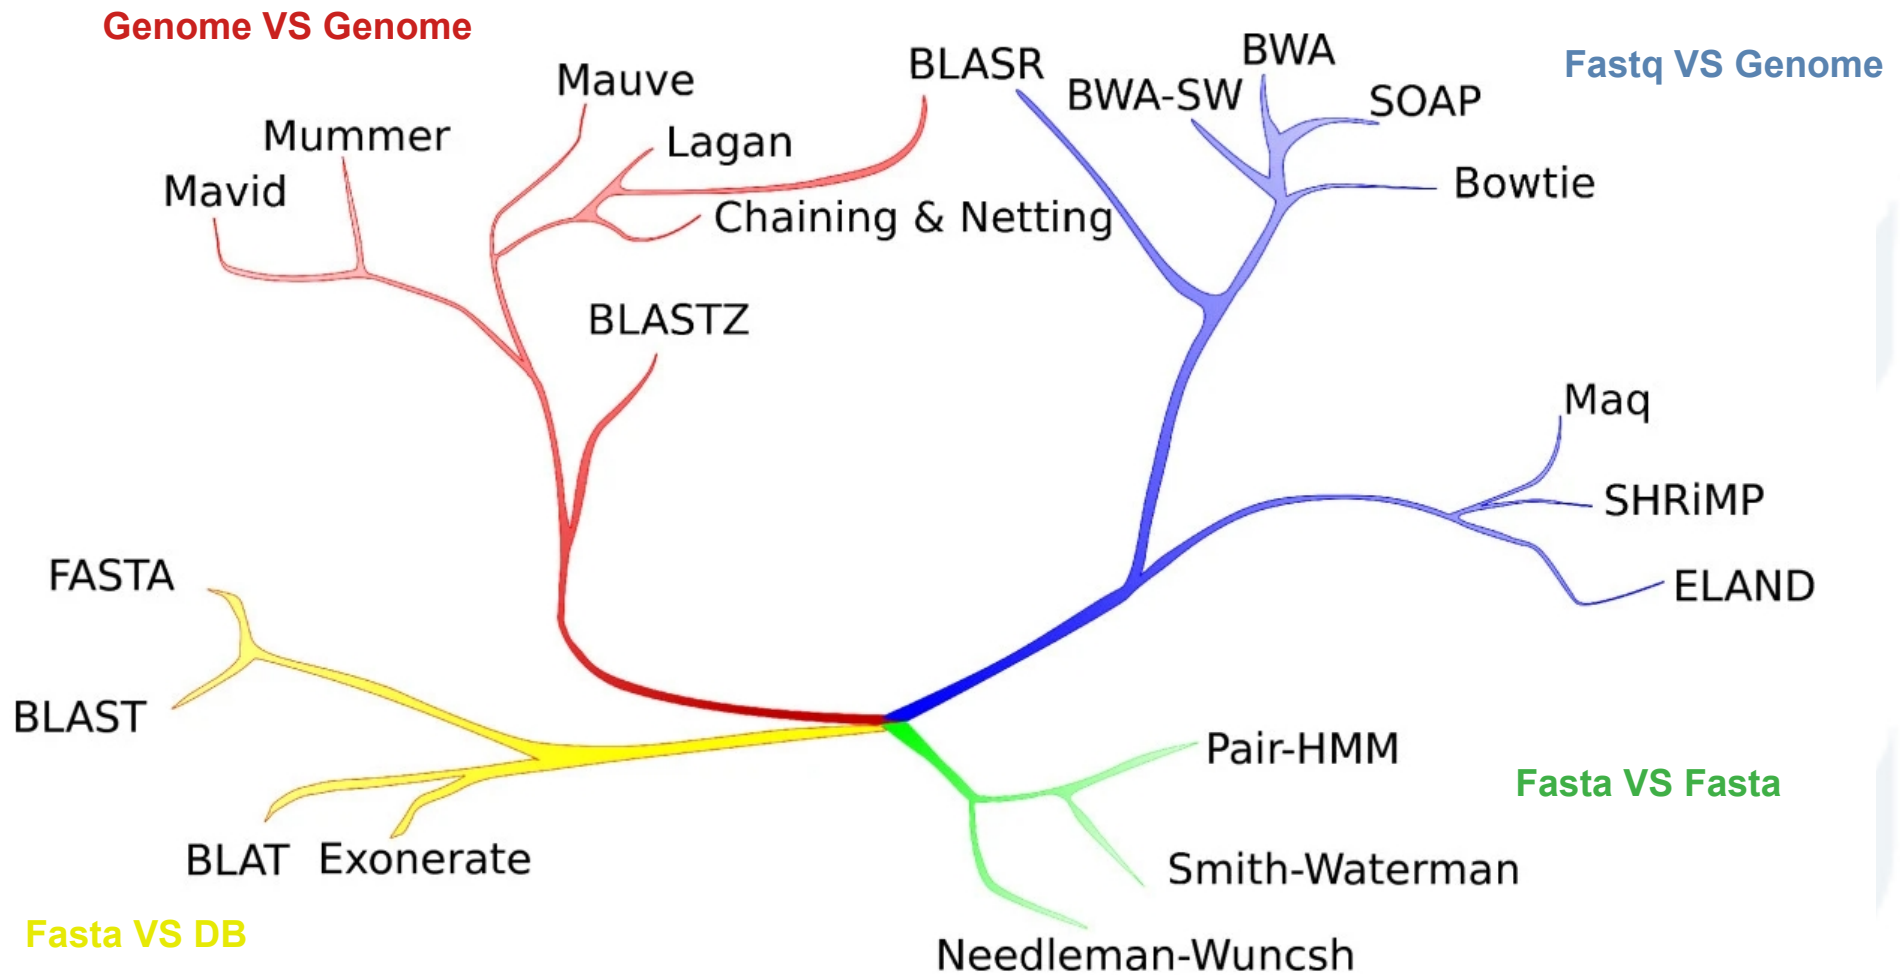 Genome VS Genome
Mauve
BLASR
BWA
Fastq VS Genome
BWA-SW
SOAP
Mummer
Lagan
Mavid
Bowtie
Chaining & Netting
BLASTZ
Maq
SHRiMP
FASTA
ELAND
BLAST
Pair-HMM
Fasta VS Fasta
BLAT
Exonerate
Smith-Waterman
Fasta VS DB
Needleman-Wuncsh